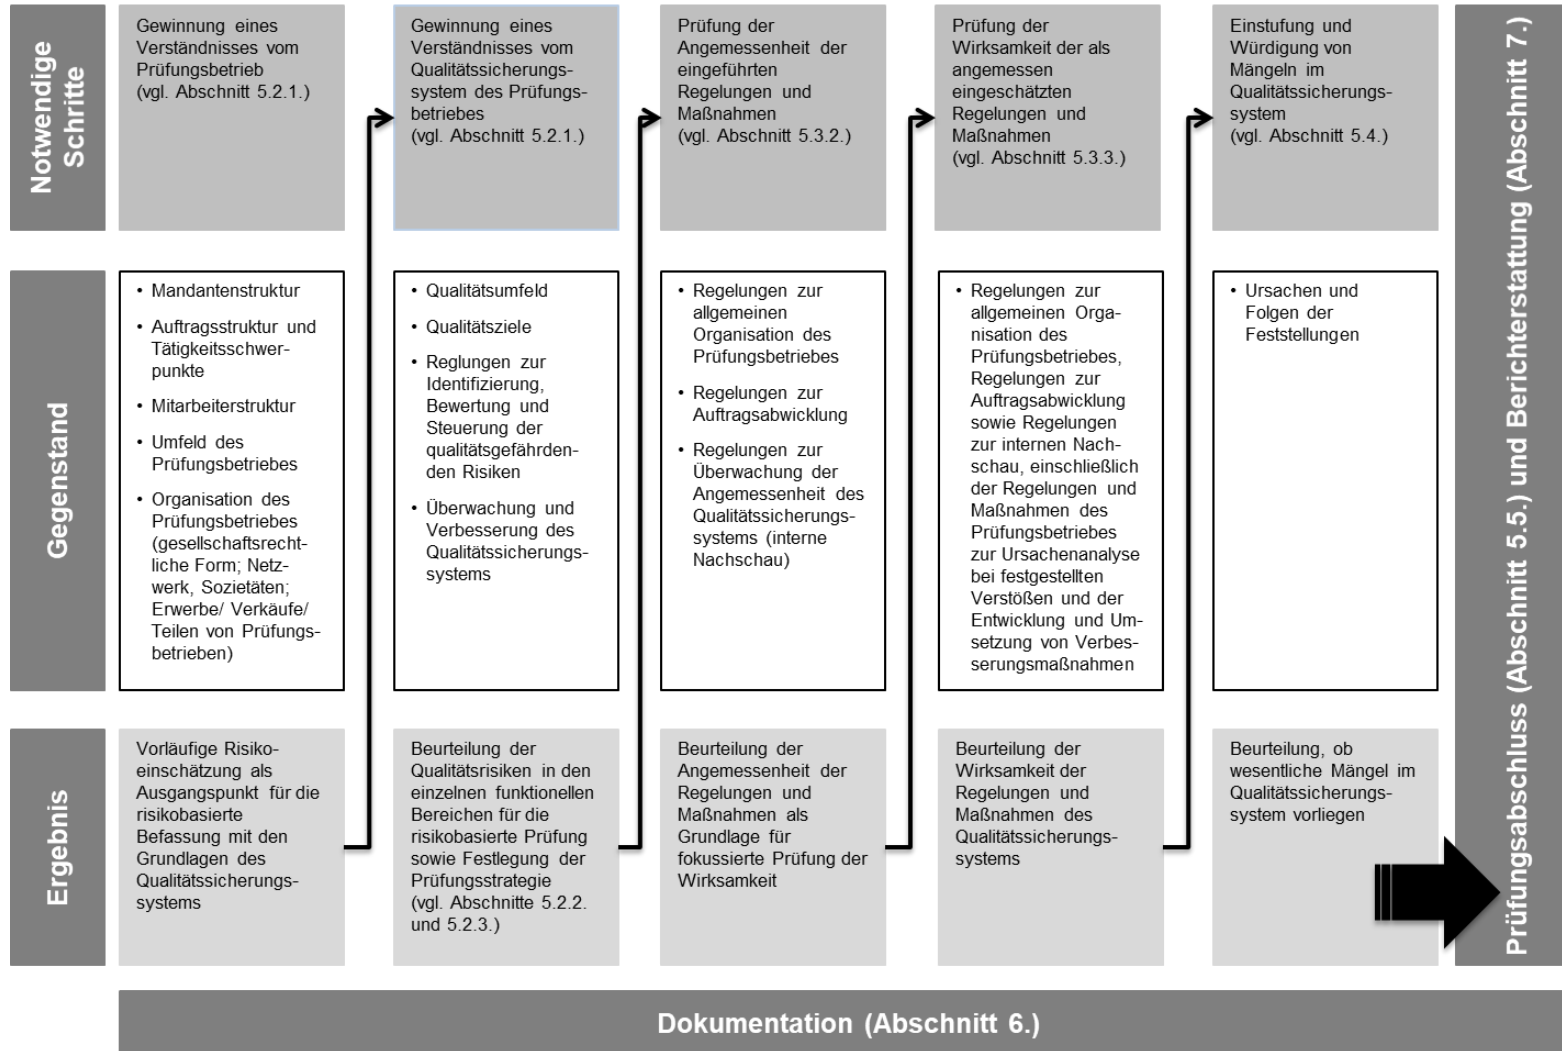 Notwendige
Schritte
Gewinnung eines
Verständnisses vom
Prüfungsbetrieb
(vgl. Abschnitt 5.2.1.)
Gewinnung eines
Verständnisses vom
Qualitätssicherungs-
system des Prüfungs-
betriebes
(vgl. Abschnitt 5.2.1.)
Prüfung der
Angemessenheit der
eingeführten
Regelungen und
Maßnahmen
(vgl. Abschnitt 5.3.2.)
Prüfung der
Wirksamkeit der als
angemessen
eingeschätzten
Regelungen und
Maßnahmen
(vgl. Abschnitt 5.3.3.)
Einstufung und
Würdigung von
Mängeln im
Qualitätssicherungs-
system
(vgl. Abschnitt 5.4.)
Gegenstand
• Mandantenstruktur
• Auftragsstruktur und
Tätigkeitsschwer-
punkte
• Mitarbeiterstruktur
• Umfeld des
Prüfungsbetriebes
• Organisation des
Prüfungsbetriebes
(gesellschaftsrecht-
liche Form; Netz-
werk, Sozietäten;
Erwerbe/ Verkäufe/
Teilen von Prüfungs-
betrieben)
• Qualitätsumfeld
• Qualitätsziele
• Reglungen zur
Identifizierung,
Bewertung und
Steuerung der
qualitätsgefährden-
den Risiken
• Überwachung und
Verbesserung des
Qualitätssicherungs-
systems
• Regelungen zur
allgemeinen
Organisation des
Prüfungsbetriebes
• Regelungen zur
Auftragsabwicklung
• Regelungen zur
Überwachung der
Angemessenheit des
Qualitätssicherungs-
systems (interne
Nachschau)
• Regelungen zur
allgemeinen Orga-
nisation des
Prüfungsbetriebes,
Regelungen zur
Auftragsabwicklung
sowie Regelungen
zur internen Nach-
schau, einschließlich
der Regelungen und
Maßnahmen des
Prüfungsbetriebes
zur Ursachenanalyse
bei festgestellten
Verstößen und der
Entwicklung und Um-
setzung von Verbes-
serungsmaßnahmen
• Ursachen und
Folgen der
Feststellungen
Ergebnis
Vorläufige Risiko-
einschätzung als
Ausgangspunkt für die
risikobasierte
Befassung mit den
Grundlagen des
Qualitätssicherungs-
systems
Beurteilung der
Qualitätsrisiken in den
einzelnen funktionellen
Bereichen für die
risikobasierte Prüfung
sowie Festlegung der
Prüfungsstrategie
(vgl. Abschnitte 5.2.2.
und 5.2.3.)
Beurteilung der
Angemessenheit der
Regelungen und
Maßnahmen als
Grundlage für
fokussierte Prüfung der
Wirksamkeit
Beurteilung der
Wirksamkeit der
Regelungen und
Maßnahmen des
Qualitätssicherungs-
systems
Beurteilung, ob
wesentliche Mängel im
Qualitätssicherungs-
system vorliegen
Prüfungsabschluss (Abschnitt 5.5.) und Berichterstattung (Abschnitt 7.)
Dokumentation (Abschnitt 6.)